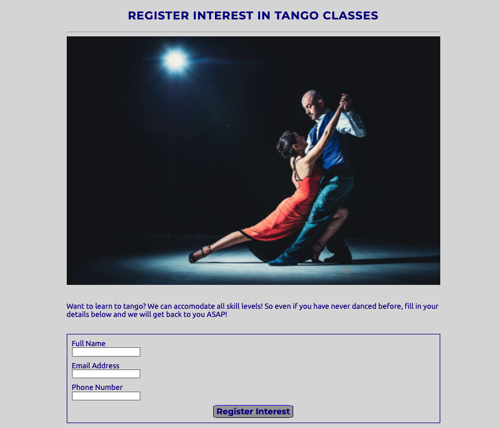 REGISTER INTEREST IN TANGO CLASSES
Want to learn to tango? We can accomodate all skill levels! So even if you have never danced before, fill in your
details below and we will get back to you ASAP!
Full Name
Email Address
Phone Number
Register Interest